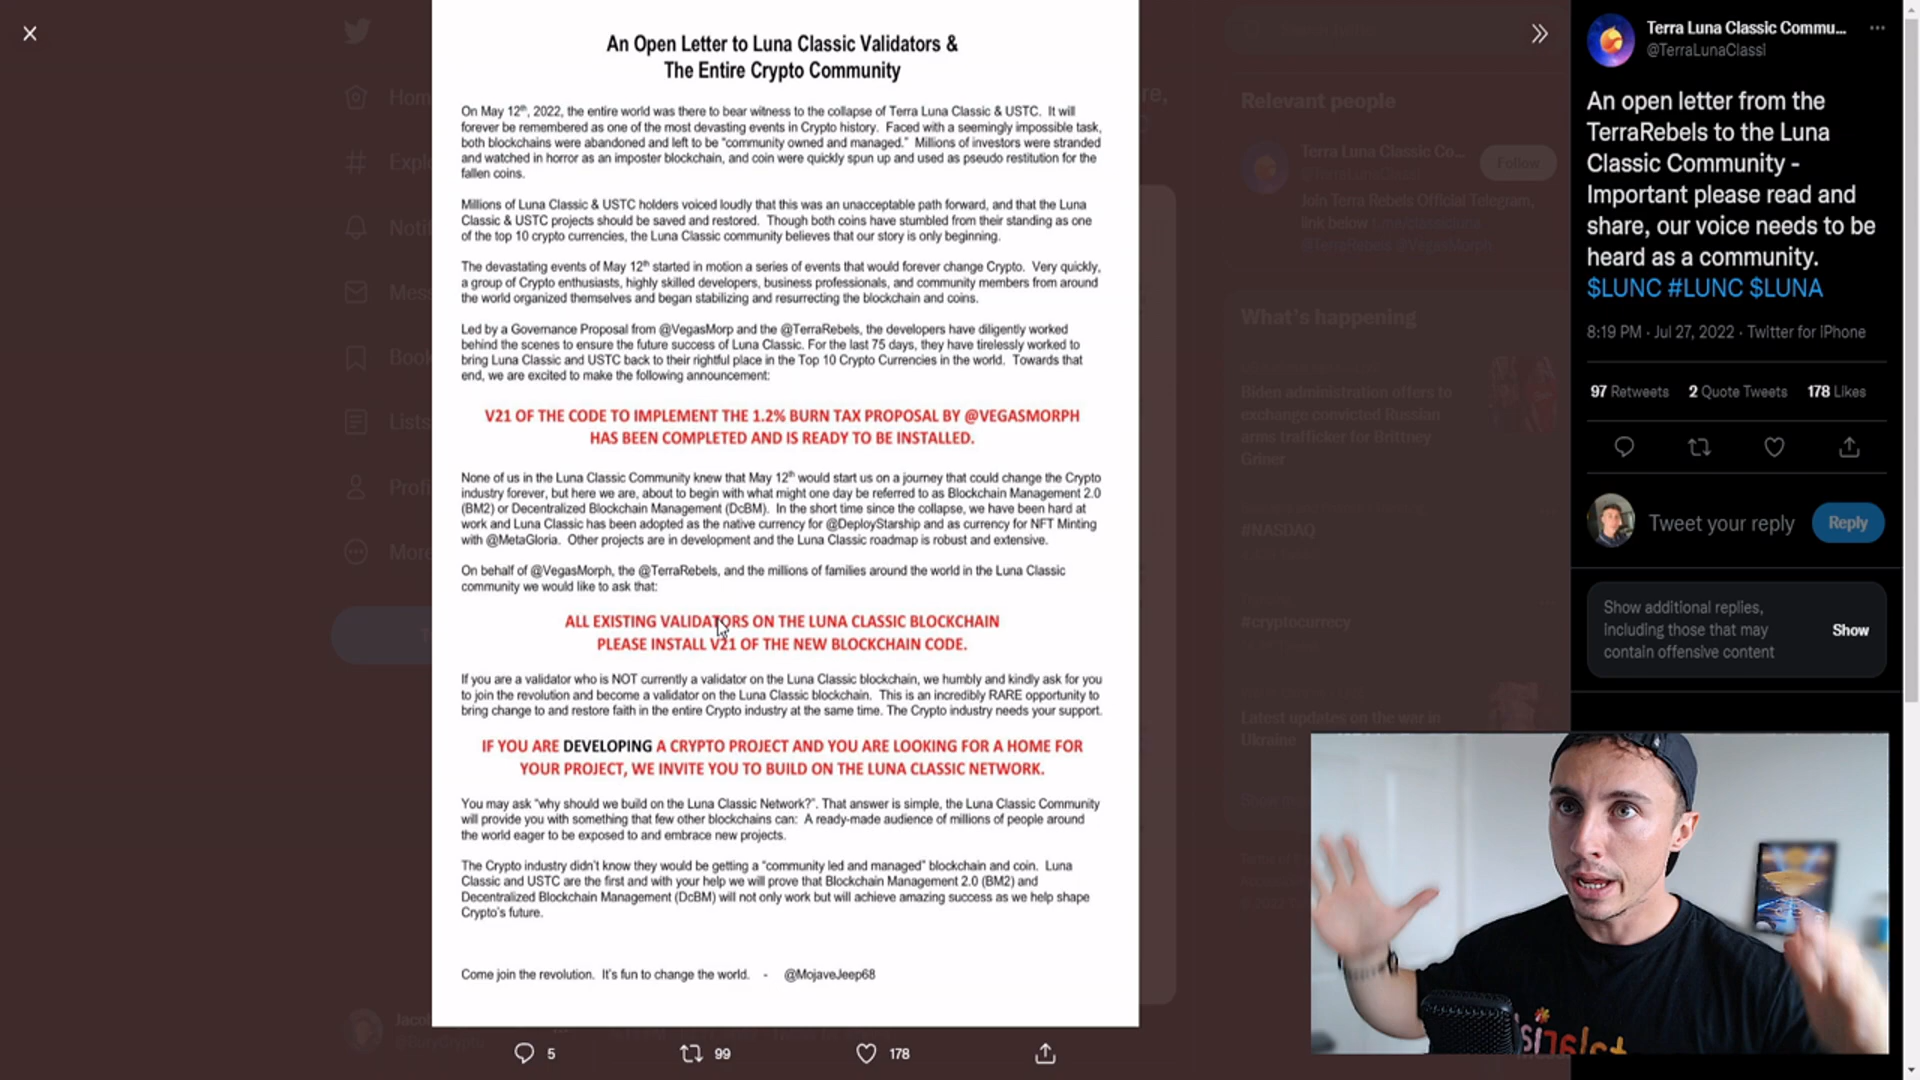 An Open Letter to Luna Classic Validators &
The Entire Crypto Community
On May 12th, 2022, the entire world was there to bear witness to the collapse of Terra Luna Classic & USTC. It will
forever be remembered as one of the most devasting events in Crypto history. Faced with a seemingly impossible task,
both blockchains were abandoned and left to be “community owned and managed.” Millions of investors were stranded
and watched in horror as an imposter blockchain, and coin were quickly spun up and used as pseudo restitution for the
fallen coins.
Millions of Luna Classic & USTC holders voiced loudly that this was an unacceptable path forward, and that the Luna
Classic & USTC projects should be saved and restored. Though both coins have stumbled from their standing as one
of the top 10 crypto currencies, the Luna Classic community believes that our story is only beginning.
The devastating events of May 12th started in motion a series of events that would forever change Crypto. Very quickly,
a group of Crypto enthusiasts, highly skilled developers, business professionals, and community members from around
the world organized themselves and began stabilizing and resurrecting the blockchain and coins.
Led by a Governance Proposal from @VegasMorp and the @TerraRebels, the developers have diligently worked
behind the scenes to ensure the future success of Luna Classic. For the last 75 days, they have tirelessly worked to
bring Luna Classic and USTC back to their rightful place in the Top 10 Crypto Currencies in the world. Towards that
end, we are excited to make the following announcement:
V21 OF THE CODE TO IMPLEMENT THE 1.2% BURN TAX PROPOSAL BY @VEGASMORPH
HAS BEEN COMPLETED AND IS READY TO BE INSTALLED.
None of us in the Luna Classic Community knew that May 12th would start us on a journey that could change the Crypto
industry forever, but here we are, about to begin with what might one day be referred to as Blockchain Management 2.0
(BM2) or Decentralized Blockchain Management (DcBM). In the short time since the collapse, we have been hard at
work and Luna Classic has been adopted as the native currency for @DeployStarship and as currency for NFT Minting
with @MetaGloria. Other projects are in development and the Luna Classic roadmap is robust and extensive.
On behalf of @VegasMorph, the @TerraRebels, and the millions of families around the world in the Luna Classic
community we would like to ask that:
ALL EXISTING VALIDATORS ON THE LUNA CLASSIC BLOCKCHAIN
PLEASE INSTALL V21 OF THE NEW BLOCKCHAIN CODE.
If you are a validator who is NOT currently a validator on the Luna Classic blockchain, we humbly and kindly ask for you
to join the revolution and become a validator on the Luna Classic blockchain. This is an incredibly RARE opportunity to
bring change to and restore faith in the entire Crypto industry at the same time. The Crypto industry needs your support.
IF YOU ARE DEVELOPING A CRYPTO PROJECT AND YOU ARE LOOKING FOR A HOME FOR
YOUR PROJECT, WE INVITE YOU TO BUILD ON THE LUNA CLASSIC NETWORK.
You may ask “why should we build on the Luna Classic Network?”. That answer is simple, the Luna Classic Community
will provide you with something that few other blockchains can: A ready-made audience of millions of people around
the world eager to be exposed to and embrace new projects.
The Crypto industry didn’t know they would be getting a “community led and managed” blockchain and coin. Luna
Classic and USTC are the first and with your help we will prove that Blockchain Management 2.0 (BM2) and
Decentralized Blockchain Management (DcBM) will not only work but will achieve amazing success as we help shape
Crypto’s future.
Come join the revolution. It’s fun to change the world. - @MojaveJeep68
5 99 178
Terra Luna Classic Commu...
@TerraLunaClassi
An open letter from the
TerraRebels to the Luna
Classic Community -
Important please read and
share, our voice needs to be
heard as a community.
$LUNC #LUNC $LUNA
8:19 PM · Jul 27, 2022 · Twitter for iPhone
97 Retweets 2 Quote Tweets 178 Likes
Tweet your reply
Reply
Show additional replies,
including those that may
contain offensive content
Show
Relevant people
Terra Luna Classic Co...
Follow
Join Terra Rebels Official Telegram,
What's happening
Biden administration offers to
exchange convicted Russian
arms trafficker for Brittney
Griner
#NASDAQ
#cryptocurrency
Latest updates on the war in
Ukraine